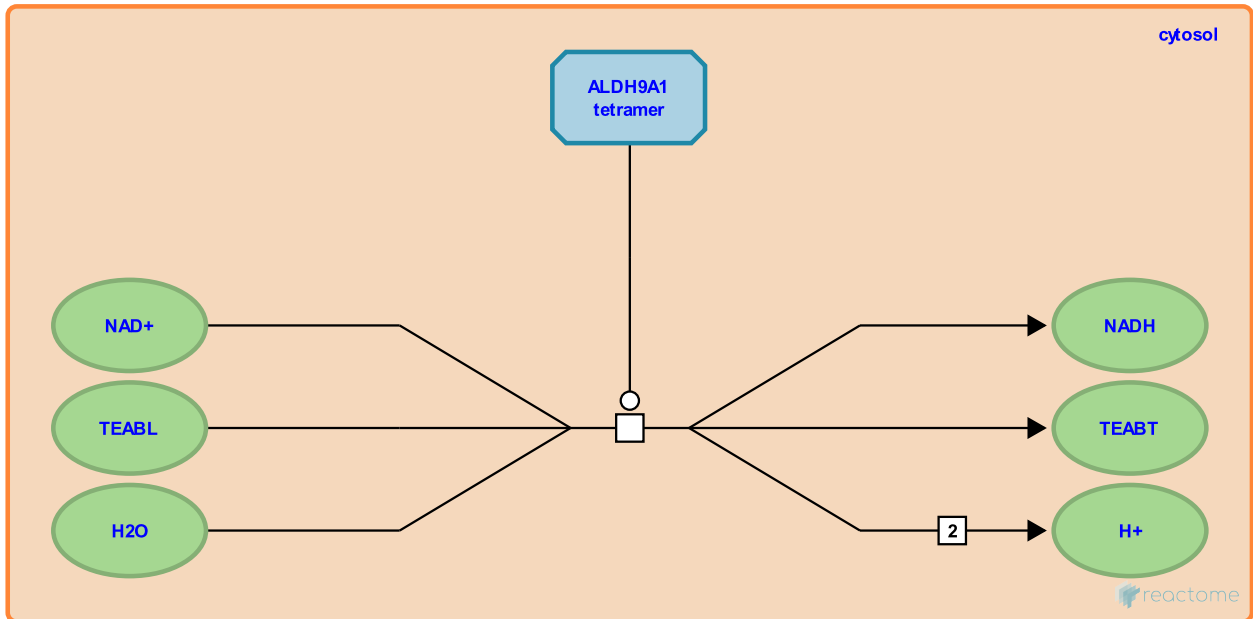 cytosol
ALDH9A1
tetramer
NAD+
NADH
TEABL
TEABT
H2O
2
H+
reactome